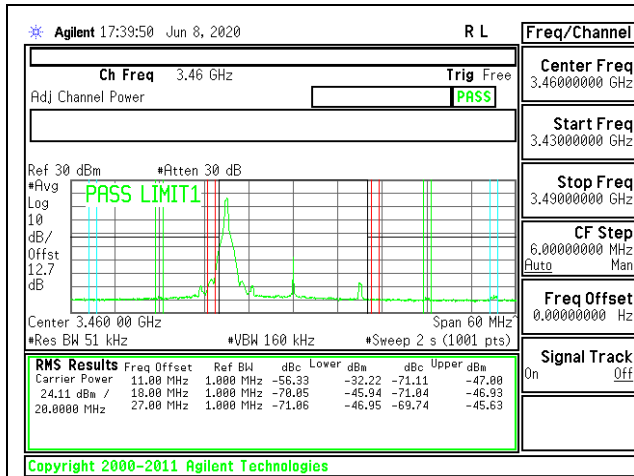 Agilent 17:39:50 Jun 8, 2020 R L
Freq/Channel
Ch Freq 3.46 GHz Trig Free
Adj Channel Power PASS
Center Freq
3.46000000 GHz
Start Freq
3.43000000 GHz
Stop Freq
3.49000000 GHz
CF Step
6.00000000 MHz
Auto Man
Freq Offset
0.00000000 Hz
Signal Track
On Off
Ref 30 dBm #Atten 30 dB
#Avg
Log
10
dB/
Offst
12.7
dB
PASS LIMIT1
Center 3.460 00 GHz Span 60 MHz^
#Res BW 51 kHz #VBW 160 kHz #Sweep 2 s (1001 pts)
RMS Results Freq Offset Ref BW dBc Lower dBm dBc Upper dBm
Carrier Power 11.00 MHz 1.000 MHz -56.33 -32.22 -71.11 -47.00
24.11 dBm / 18.00 MHz 1.000 MHz -70.05 -45.94 -71.04 -46.93
20.0000 MHz 27.00 MHz 1.000 MHz -71.06 -46.95 -69.74 -45.63
Copyright 2000-2011 Agilent Technologies